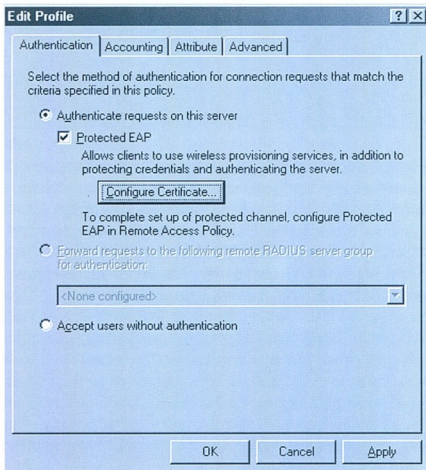 Edit Profile
Authentication Accounting Attribute Advanced
Select the method of authentication for connection requests that match the
criteria specified in this policy.
Authenticate requests on this server
Protected EAP
Allows clients to use wireless provisioning services, in addition to
protecting credentials and authenticating the server.
Configure Certificate...
To complete set up of protected channel, configure Protected
EAP in Remote Access Policy.
Forward requests to the following remote RADIUS server group
for authentication:
<None configured>
Accept users without authentication
OK Cancel Apply